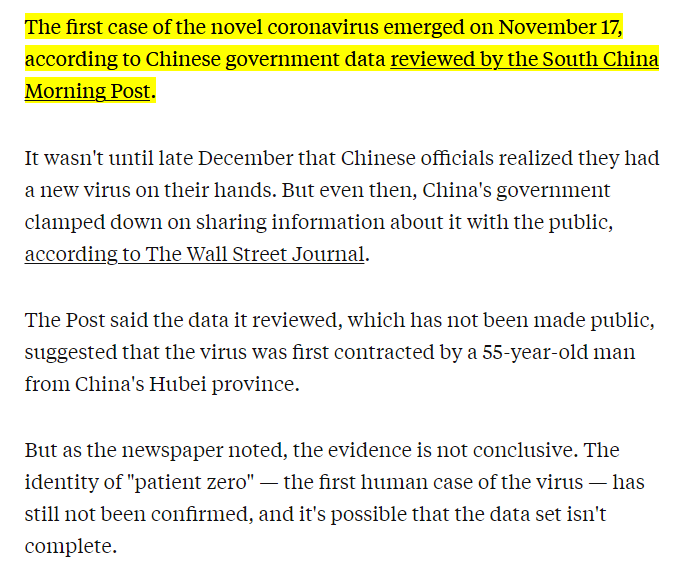 The first case of the novel coronavirus emerged on November 17,
according to Chinese government data reviewed by the South China
Morning Post.
It wasn't until late December that Chinese officials realized they had
a new virus on their hands. But even then, China's government
clamped down on sharing information about it with the public,
according to The Wall Street Journal.
The Post said the data it reviewed, which has not been made public,
suggested that the virus was first contracted by a 55-year-old man
from China's Hubei province.
But as the newspaper noted, the evidence is not conclusive. The
identity of "patient zero" — the first human case of the virus — has
still not been confirmed, and it's possible that the data set isn't
complete.